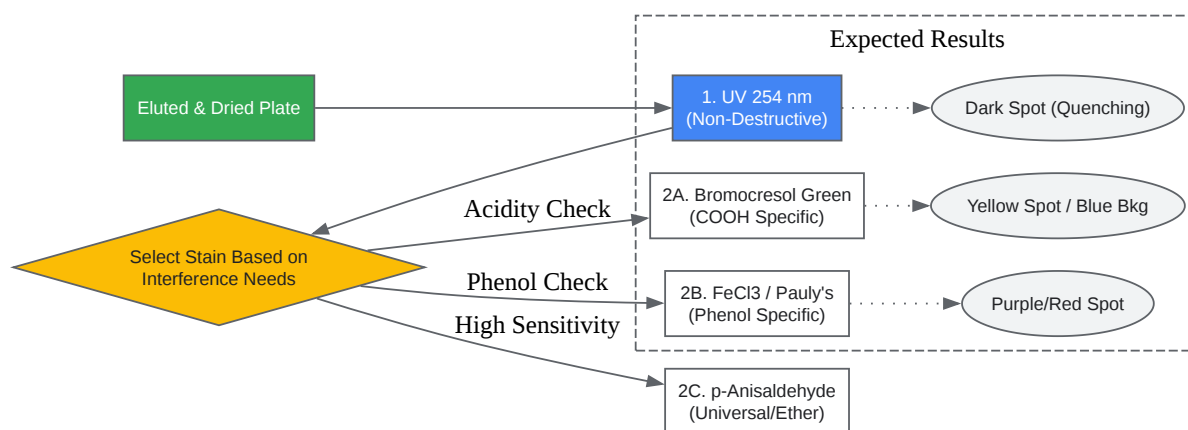 Expected Results
Eluted & Dried Plate
1. UV 254 nm
(Non-Destructive)
Dark Spot (Quenching)
Acidity Check
2A. Bromocresol Green
(COOH Specific)
Yellow Spot / Blue Bkg
Select Stain Based on
Interference Needs
Phenol Check
2B. FeCl3 / Pauly's
(Phenol Specific)
Purple/Red Spot
High Sensitivity
2C. p-Anisaldehyde
(Universal/Ether)